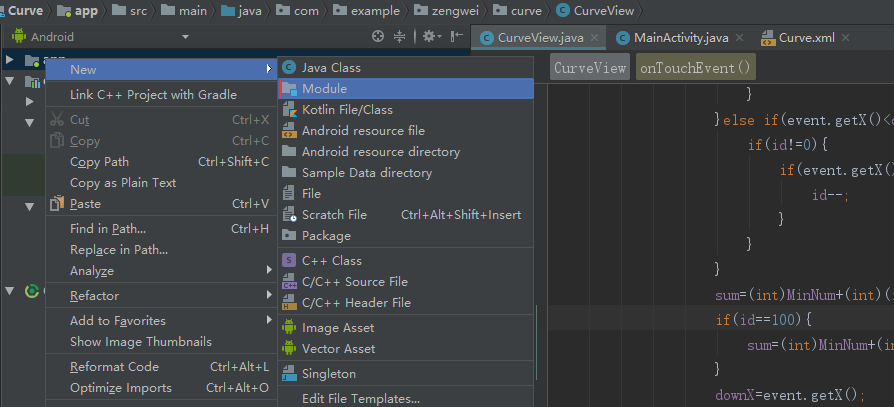 Curve app src main java com example zengwei curve CurveView
Android
CurveView.java MainActivity.java Curve.xml
CurveView onTouchEvent()
New
Link C++ Project with Gradle
Cut Ctrl+X
Copy Ctrl+C
Copy Path Ctrl+Shift+C
Copy as Plain Text
Paste Ctrl+V
Find in Path... Ctrl+H
Replace in Path...
Analyze
Refactor
Add to Favorites
Show Image Thumbnails
Reformat Code Ctrl+Alt+L
Optimize Imports Ctrl+Alt+O
Java Class
Module
Kotlin File/Class
Android resource file
Android resource directory
Sample Data directory
File
Scratch File Ctrl+Alt+Shift+Insert
Package
C++ Class
C/C++ Source File
C/C++ Header File
Image Asset
Vector Asset
Singleton
Edit File Templates...
}
}else if(event.getX()<
if(id!=0){
if(event.getX()
id--;
}
}
}
sum=(int)MinNum+(int)(
if(id==100){
sum=(int)MinNum+(in
}
downX=event.getX();